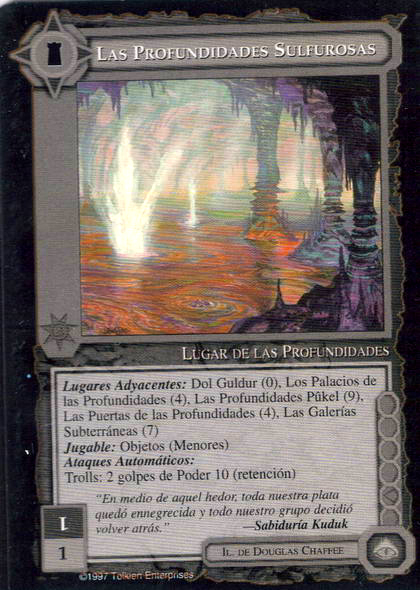 LAS PROFUNDIDADES SULFUROSAS
LUGAR DE LAS PROFUNDIDADES
Lugares Adyacentes: Dol Guldur (0), Los Palacios de
las Profundidades (4), Las Profundidades Pûkel (9),
Las Puertas de las Profundidades (4), Las Galerías
Subterráneas (7)
Jugable: Objetos (Menores)
Ataques Automáticos:
Trolls: 2 golpes de Poder 10 (retención)
"En medio de aquel hedor, toda nuestra plata
quedó ennegrecida y todo nuestro grupo decidió
volver atrás." —Sabiduría Kuduk
I
1
IL. DE DOUGLAS CHAFFEE
©1997 Tolkien Enterprises